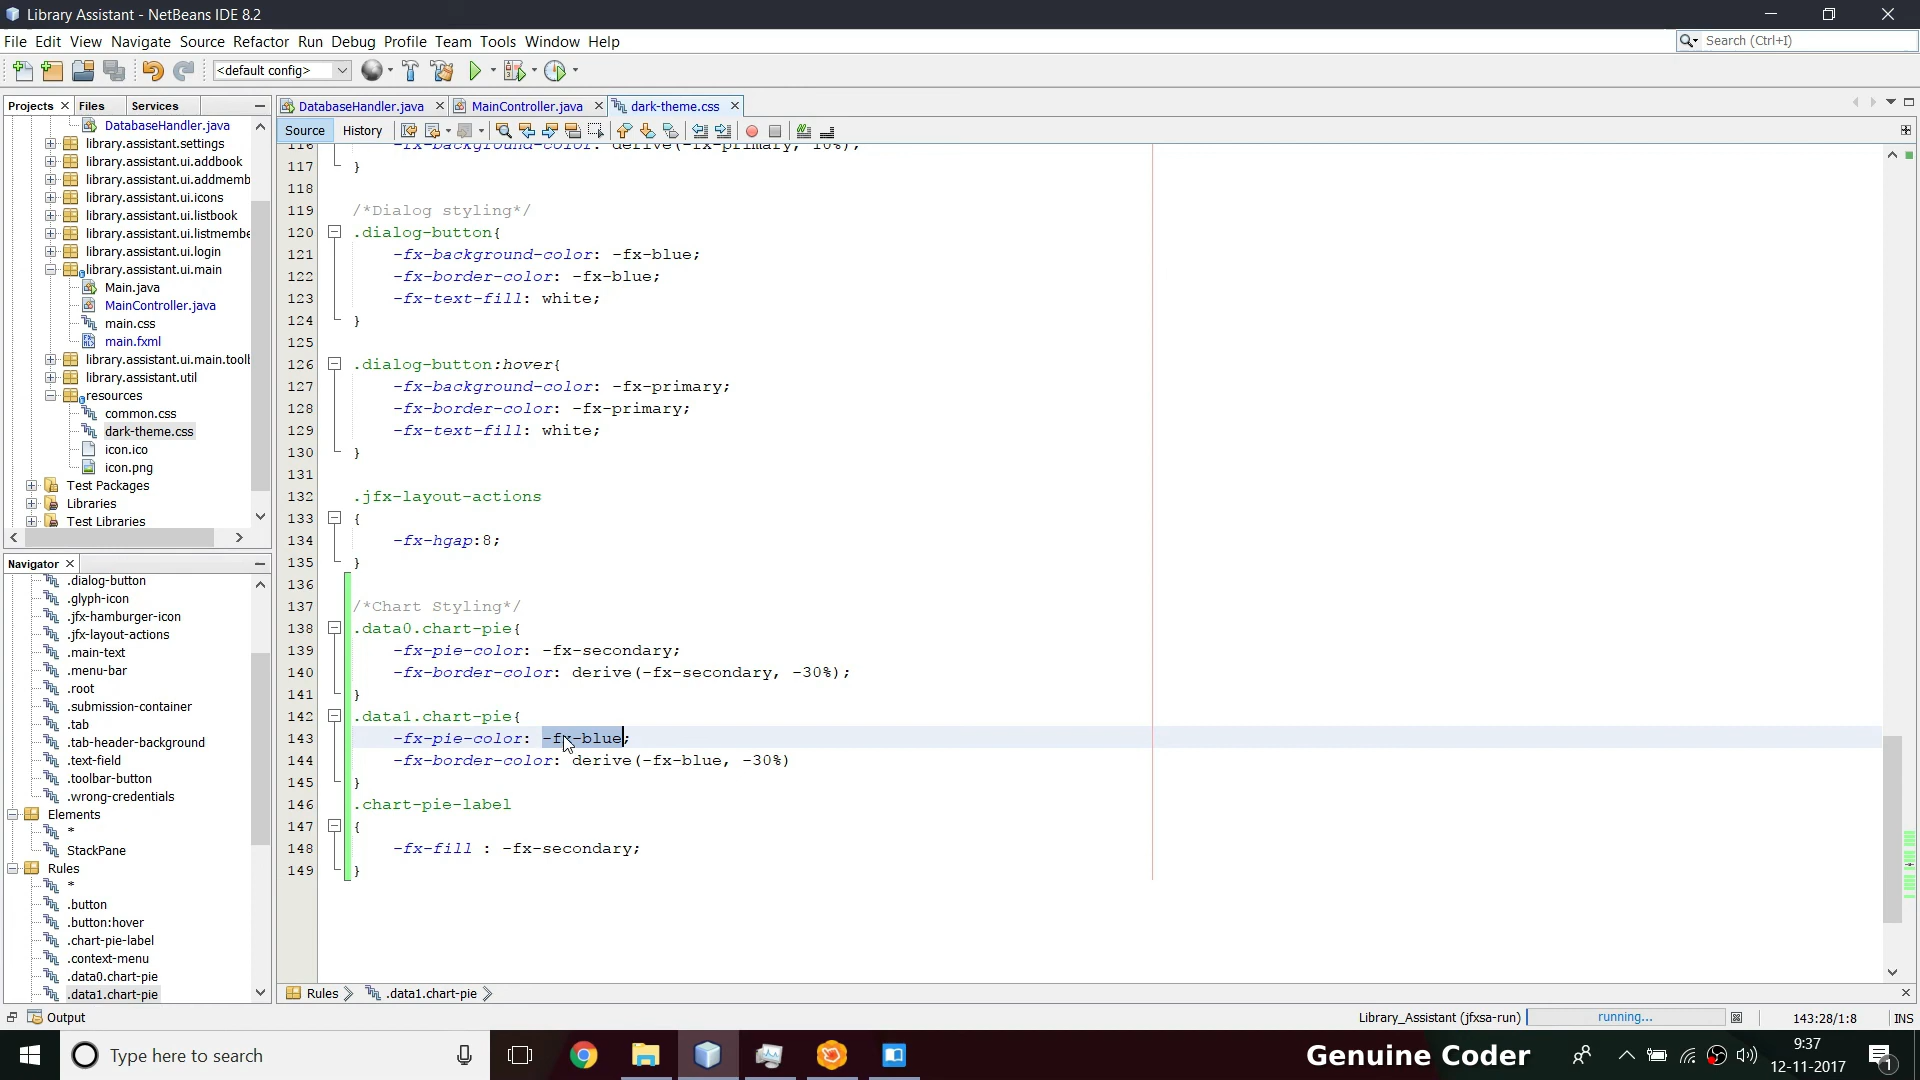 Library Assistant - NetBeans IDE 8.2
File Edit View Navigate Source Refactor Run Debug Profile Team Tools Window Help
Search (Ctrl+I)
<default config>
Projects Files Services
DatabaseHandler.java MainController.java dark-theme.css
Source History
DatabaseHandler.java
library.assistant.settings
library.assistant.ui.addbook
library.assistant.ui.addmemb
library.assistant.ui.icons
library.assistant.ui.listbook
library.assistant.ui.listmembe
library.assistant.ui.login
library.assistant.ui.main
Main.java
MainController.java
main.css
main.fxml
library.assistant.ui.main.toolb
library.assistant.util
resources
common.css
dark-theme.css
icon.ico
icon.png
Test Packages
Libraries
Test Libraries
Navigator
.dialog-button
.glyph-icon
.jfx-hamburger-icon
.jfx-layout-actions
.main-text
.menu-bar
.root
.submission-container
.tab
.tab-header-background
.text-field
.toolbar-button
.wrong-credentials
Elements
*
StackPane
Rules
*
.button
.button:hover
.chart-pie-label
.context-menu
.data0.chart-pie
.data1.chart-pie
116 -fx-background-color: derive(-fx-primary, 10%);
117 }
118
119 /*Dialog styling*/
120 .dialog-button{
121 -fx-background-color: -fx-blue;
122 -fx-border-color: -fx-blue;
123 -fx-text-fill: white;
124 }
125
126 .dialog-button:hover{
127 -fx-background-color: -fx-primary;
128 -fx-border-color: -fx-primary;
129 -fx-text-fill: white;
130 }
131
132 .jfx-layout-actions
133 {
134 -fx-hgap:8;
135 }
136
137 /*Chart Styling*/
138 .data0.chart-pie{
139 -fx-pie-color: -fx-secondary;
140 -fx-border-color: derive(-fx-secondary, -30%);
141 }
142 .data1.chart-pie{
143 -fx-pie-color: -fx-blue;
144 -fx-border-color: derive(-fx-blue, -30%)
145 }
146 .chart-pie-label
147 {
148 -fx-fill : -fx-secondary;
149 }
Rules .data1.chart-pie
Output
Library_Assistant (jfxsa-run) running... 143:28/1:8 INS
Type here to search
Genuine Coder
9:37
12-11-2017
1